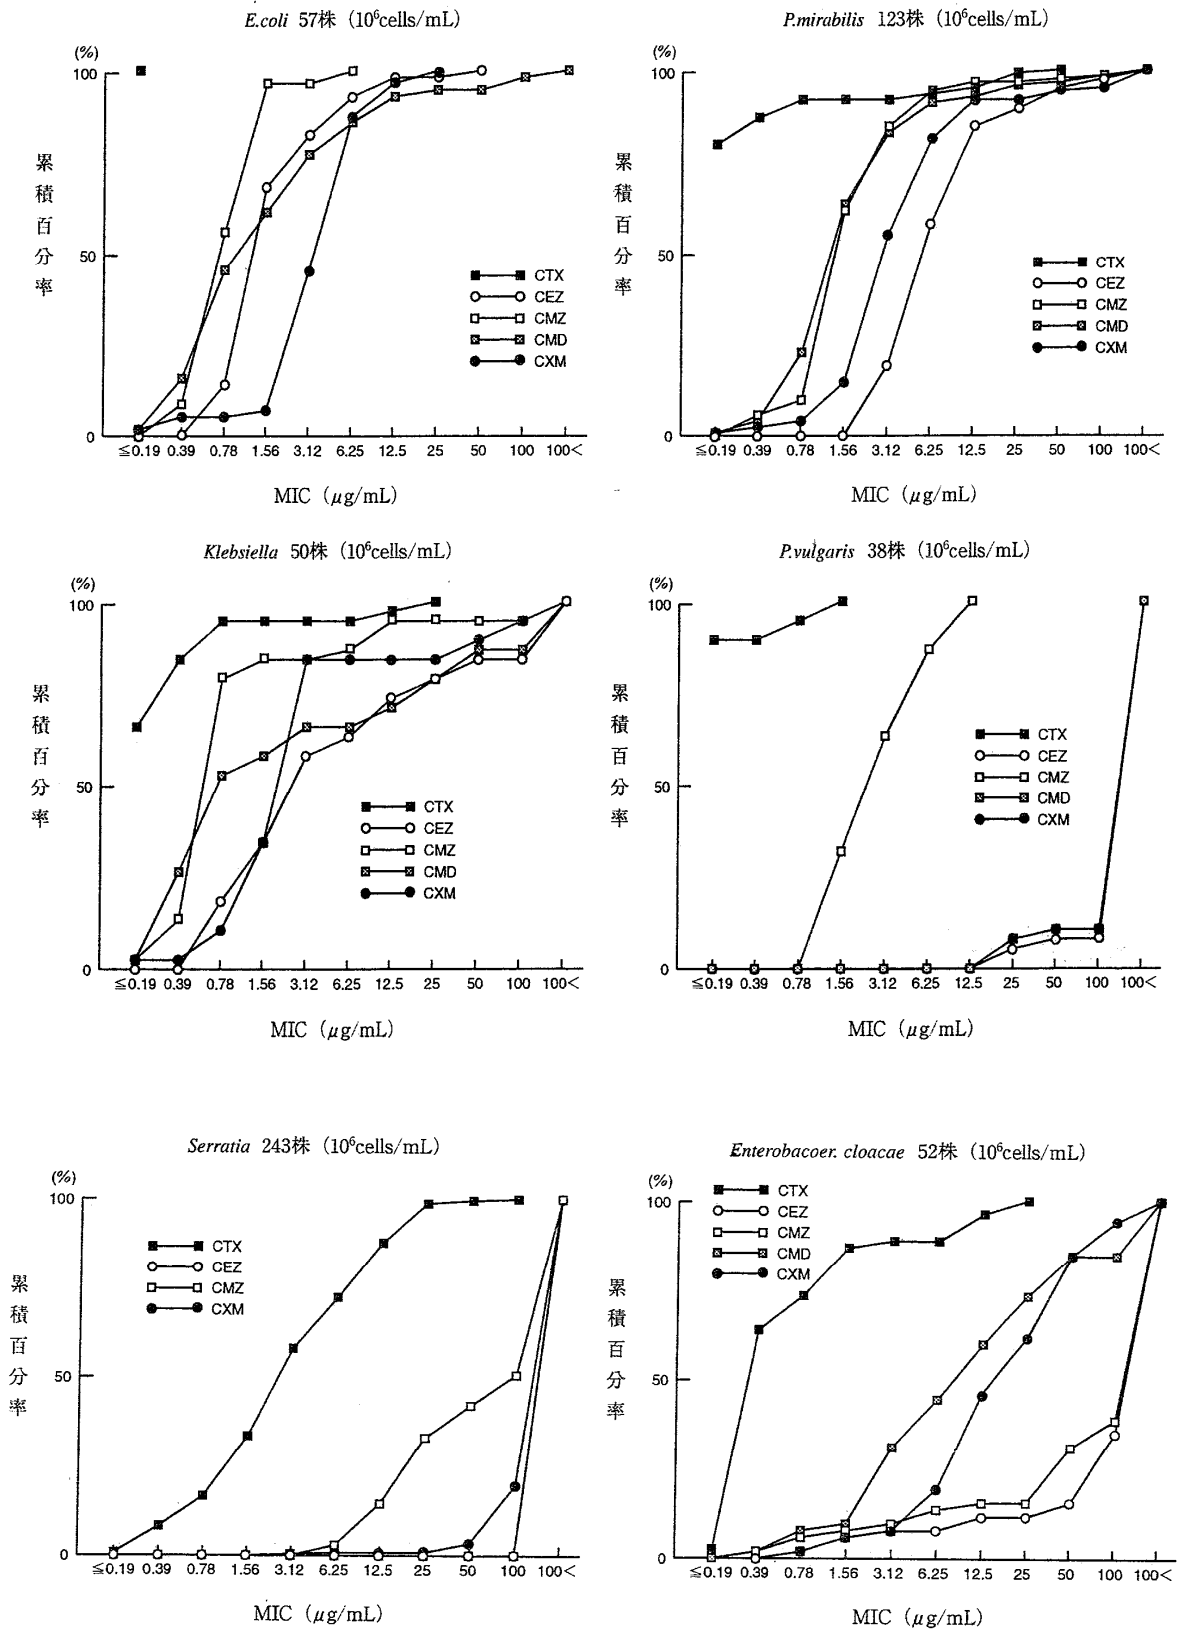 E.coli 57株 (10⁶cells/mL)
(%)
100
50
0
累積百分率
CTX
CEZ
CMZ
CMD
CXM
≦0.19 0.39 0.78 1.56 3.12 6.25 12.5 25 50 100 100<
MIC (μg/mL)
P.mirabilis 123株 (10⁶cells/mL)
(%)
100
50
0
累積百分率
CTX
CEZ
CMZ
CMD
CXM
≦0.19 0.39 0.78 1.56 3.12 6.25 12.5 25 50 100 100<
MIC (μg/mL)
Klebsiella 50株 (10⁶cells/mL)
(%)
100
50
0
累積百分率
CTX
CEZ
CMZ
CMD
CXM
≦0.19 0.39 0.78 1.56 3.12 6.25 12.5 25 50 100 100<
MIC (μg/mL)
P.vulgaris 38株 (10⁶cells/mL)
(%)
100
50
0
累積百分率
CTX
CEZ
CMZ
CMD
CXM
≦0.19 0.39 0.78 1.56 3.12 6.25 12.5 25 50 100 100<
MIC (μg/mL)
Serratia 243株 (10⁶cells/mL)
(%)
100
50
0
累積百分率
CTX
CEZ
CMZ
CXM
≦0.19 0.39 0.78 1.56 3.12 6.25 12.5 25 50 100 100<
MIC (μg/mL)
Enterobacoer. cloacae 52株 (10⁶cells/mL)
(%)
100
50
0
累積百分率
CTX
CEZ
CMZ
CMD
CXM
≦0.19 0.39 0.78 1.56 3.12 6.25 12.5 25 50 100 100<
MIC (μg/mL)